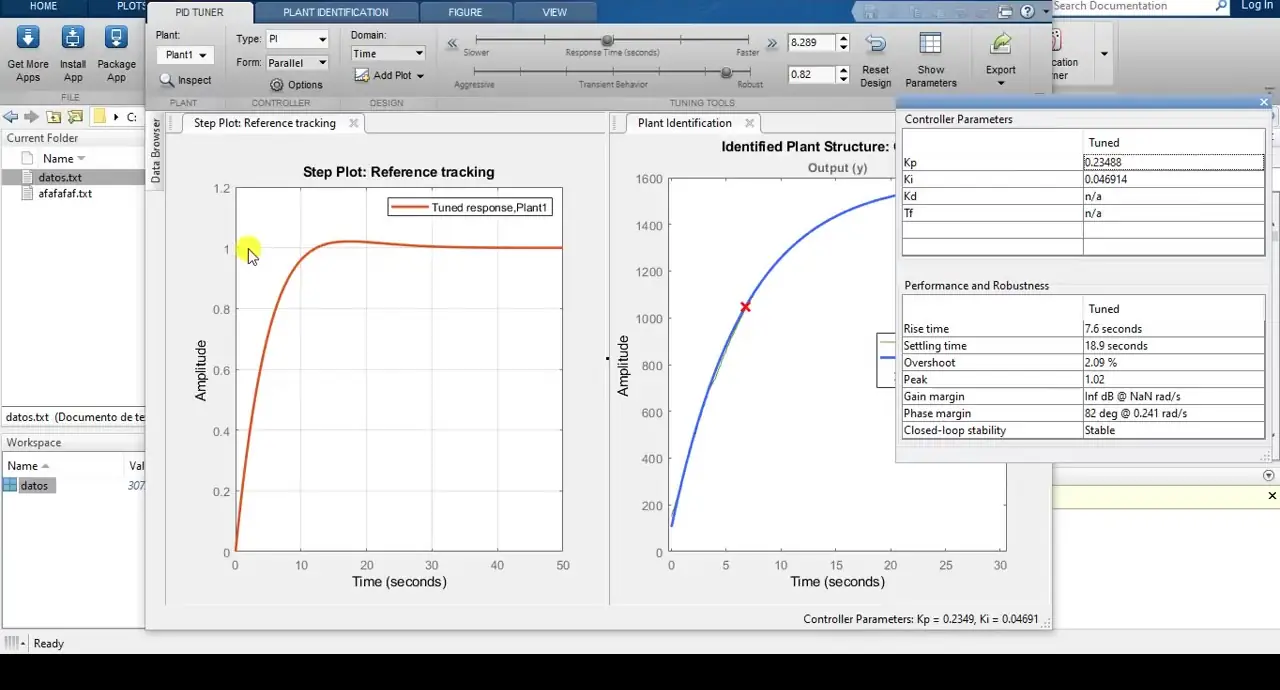 HOME
PLOTS
PID TUNER
PLANT IDENTIFICATION
FIGURE
VIEW
Search Documentation
Log In
Get More Apps
Install App
Package App
FILE
Plant:
Plant1
Inspect
PLANT
Type: PI
Form: Parallel
Options
CONTROLLER
Domain:
Time
Add Plot
DESIGN
Slower
Response Time (seconds)
Faster
8.289
Aggressive
Transient Behavior
Robust
0.82
TUNING TOOLS
Reset Design
Show Parameters
Export
C:
Current Folder
Name
datos.txt
afafafaf.txt
datos.txt (Documento de te
Workspace
Name
Val
datos
307
Ready
Data Browser
Step Plot: Reference tracking
Step Plot: Reference tracking
Tuned response,Plant1
Amplitude
1.2
1
0.8
0.6
0.4
0.2
0
0 10 20 30 40 50
Time (seconds)
Plant Identification
Identified Plant Structure:
Output (y)
Amplitude
1600
1400
1200
1000
800
600
400
200
0
0 5 10 15 20 25 30
Time (seconds)
Controller Parameters: Kp = 0.2349, Ki = 0.04691
Controller Parameters
Tuned
Kp 0.23488
Ki 0.046914
Kd n/a
Tf n/a
Performance and Robustness
Tuned
Rise time 7.6 seconds
Settling time 18.9 seconds
Overshoot 2.09 %
Peak 1.02
Gain margin Inf dB @ NaN rad/s
Phase margin 82 deg @ 0.241 rad/s
Closed-loop stability Stable